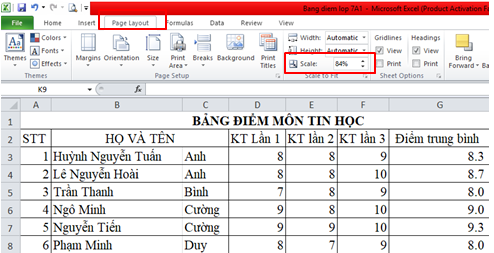 Bang diem lop 7A1 - Microsoft Excel (Product Activation F
File Home Insert Page Layout Formulas Data Review View
Colors Fonts Effects Themes
Margins Orientation Size Print Area Breaks Background Print Titles
Width: Automatic Gridlines Headings
Height: Automatic View View
Scale: 84% Print Print
Bring Forward Send Backw
Themes Page Setup Scale to Fit Sheet Options
K9 fx
A B C D E F G
1 BẢNG ĐIỂM MÔN TIN HỌC
2 STT HỌ VÀ TÊN KT Lần 1 KT lần 2 KT lần 3 Điểm trung bình
3 1 Huỳnh Nguyễn Tuấn Anh 8 8 9 8.3
4 2 Lê Nguyễn Hoài Anh 8 8 10 8.7
5 3 Trần Thanh Bình 7 8 9 8.0
6 4 Ngô Minh Cường 9 8 10 9.0
7 5 Nguyễn Tiến Cường 9 9 10 9.3
8 6 Phạm Minh Duy 8 7 9 8.0